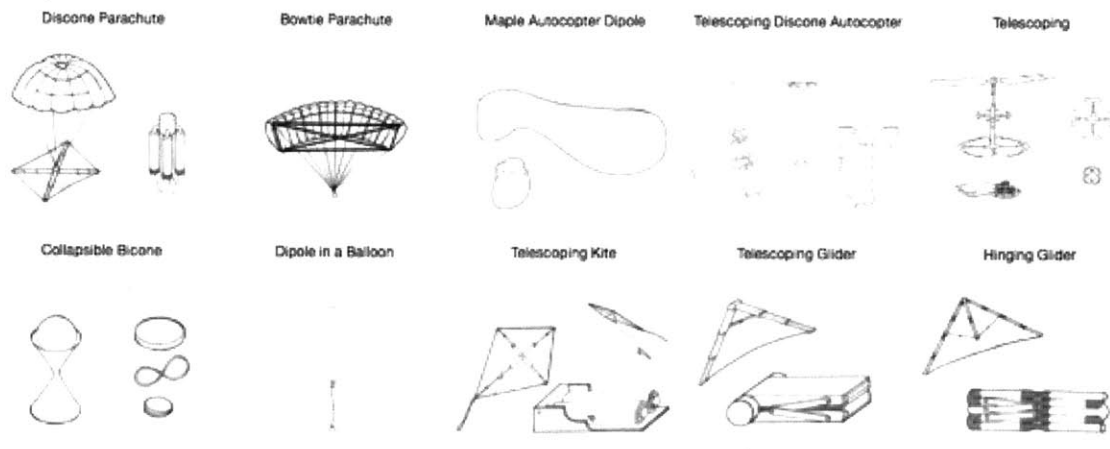 Discone Parachute
Bowtie Parachute
Maple Autocopter Dipole
Telescoping Discone Autocopter
Telescoping
Collapsible Bicone
Dipole in a Balloon
Telescoping Kite
Telescoping Glider
Hinging Glider